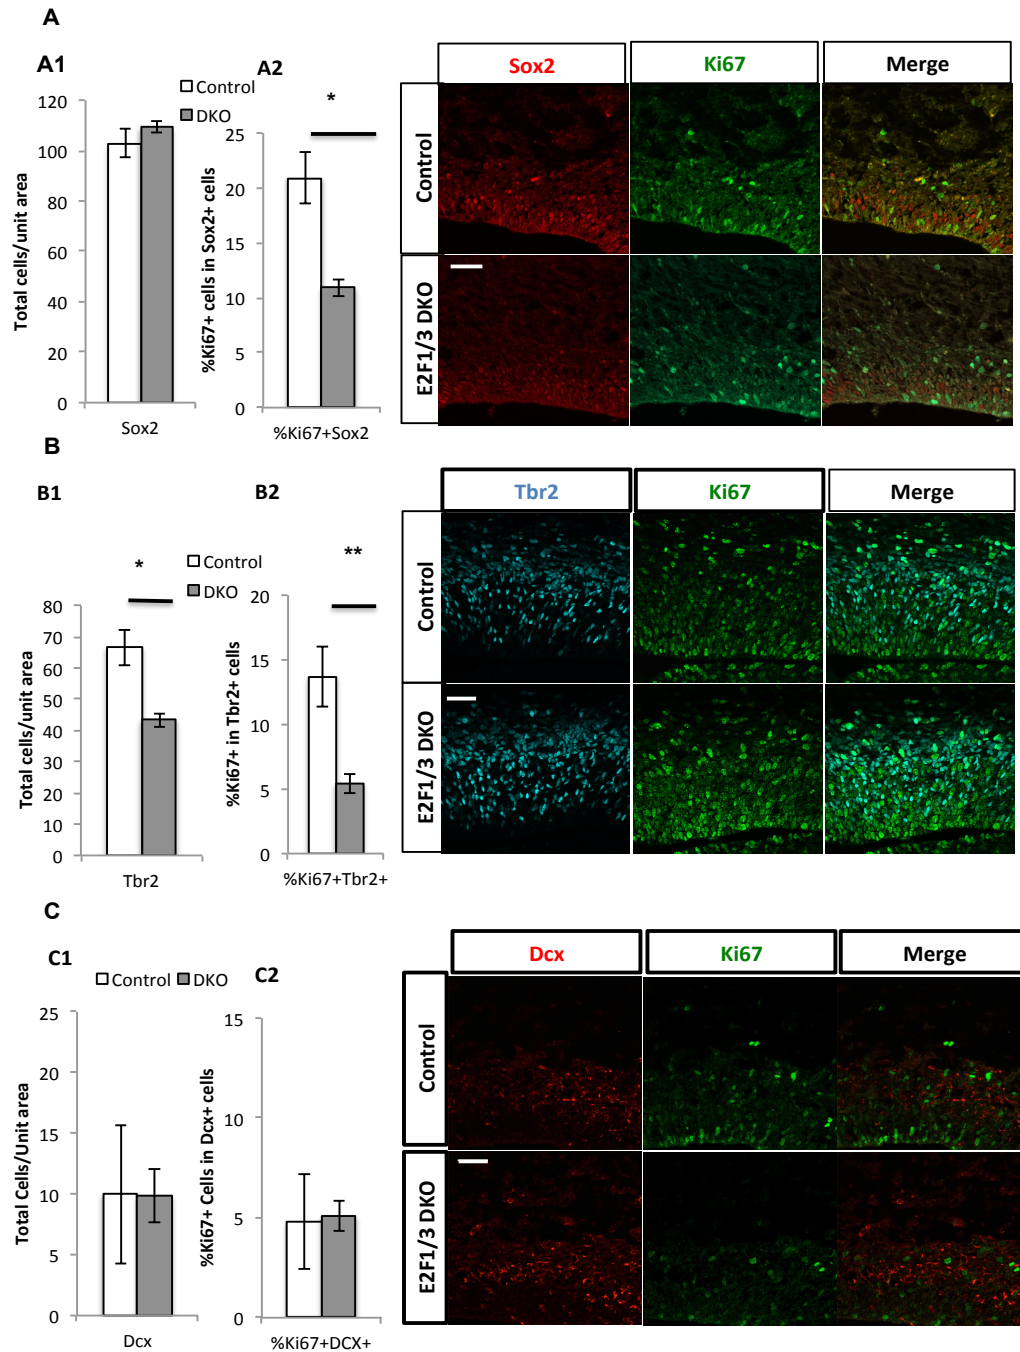 A
A1
Control
DKO
Total cells/unit area
120
100
80
60
40
20
0
Sox2
A2
*
%Ki67+ cells in Sox2+ cells
25
20
15
10
5
0
%Ki67+Sox2
Sox2
Ki67
Merge
Control
E2F1/3 DKO
B
B1
Control
DKO
*
Total cells/unit area
80
70
60
50
40
30
20
10
0
Tbr2
B2
**
%Ki67+ in Tbr2+ cells
20
15
10
5
0
%Ki67+Tbr2+
Tbr2
Ki67
Merge
Control
E2F1/3 DKO
C
C1
Control
DKO
Total Cells/Unit area
25
20
15
10
5
0
Dcx
C2
%Ki67+ Cells in Dcx+ cells
15
10
5
0
%Ki67+DCX+
Dcx
Ki67
Merge
Control
E2F1/3 DKO